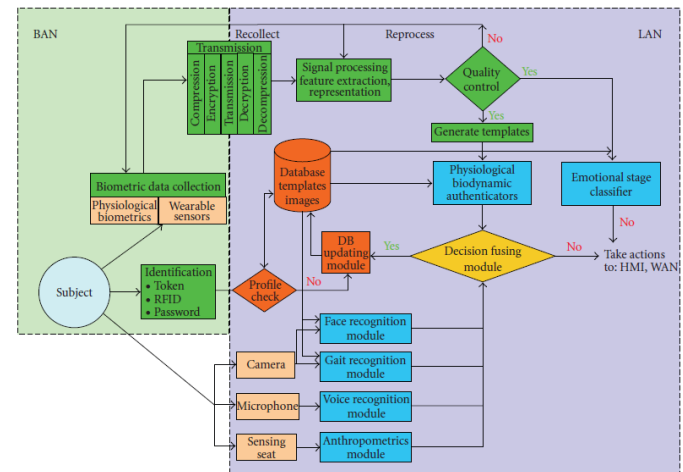 BAN
Recollect
Reprocess
LAN
No
Transmission
Compression
Encryption
Transmission
Decryption
Decompression
Signal processing
feature extraction,
representation
Quality
control
Yes
Yes
Generate templates
Database
templates
images
Physiological
biodynamic
authenticators
Emotional stage
classifier
Biometric data collection
Physiological
biometrics
Wearable
sensors
No
DB
updating
module
Yes
Decision fusing
module
No
Take actions
to: HMI, WAN
Subject
Identification
• Token
• RFID
• Password
Profile
check
No
Face recognition
module
Camera
Gait recognition
module
Microphone
Voice recognition
module
Sensing
seat
Anthropometrics
module